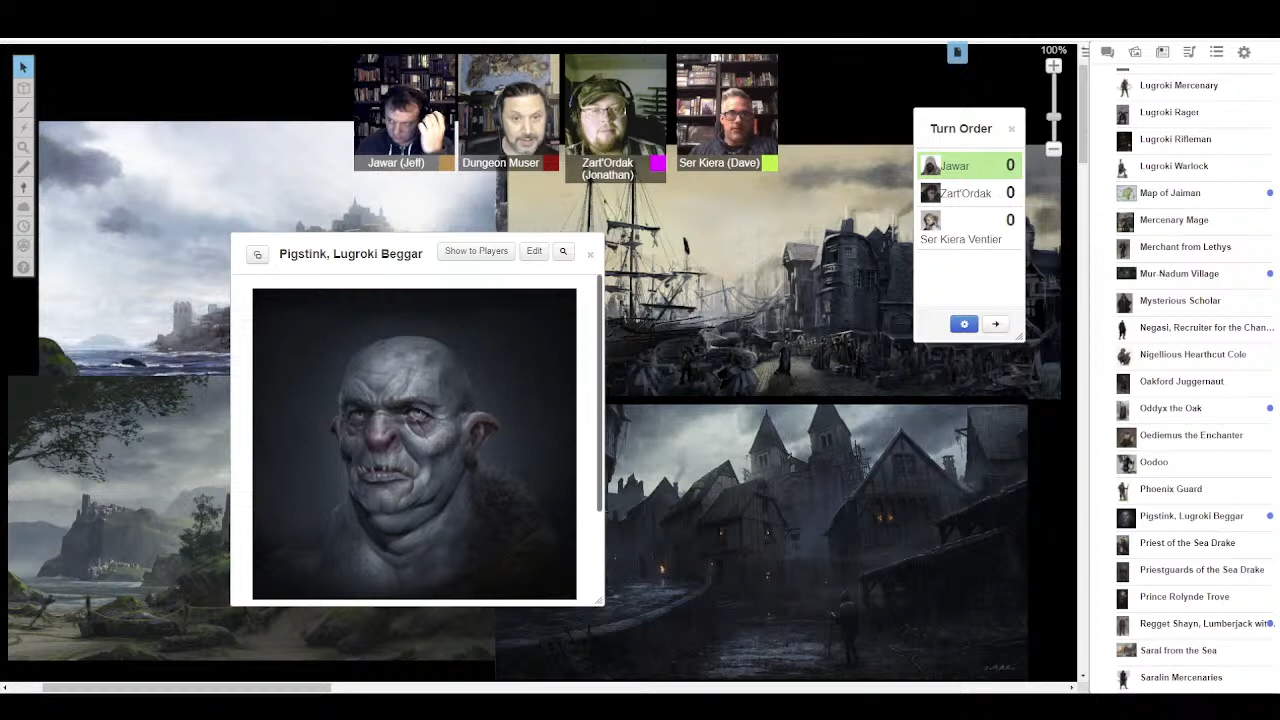 100%
Jawar (Jeff)
Dungeon Muser
Zart'Ordak
(Jonathan)
Ser Kiera (Dave)
Turn Order
Jawar 0
Zart'Ordak 0
0
Ser Kiera Ventier
Pigstink, Lugroki Beggar
Show to Players
Edit
Lugroki Mercenary
Lugroki Rager
Lugroki Rifleman
Lugroki Warlock
Map of Jaiman
Mercenary Mage
Merchant from Lethys
Mur-Nadum Village
Mysterious Scholar
Negasi, Recruiter for the Chan...
Nigellious Hearthcut Cole
Oakford Juggernaut
Oddyx the Oak
Oediemus the Enchanter
Oodoo
Phoenix Guard
Pigstink, Lugroki Beggar
Priest of the Sea Drake
Priestguards of the Sea Drake
Prince Rolynde Trove
Regget Shayn, Lumberjack wit...
Saral from the Sea
Saralin Mercenaries